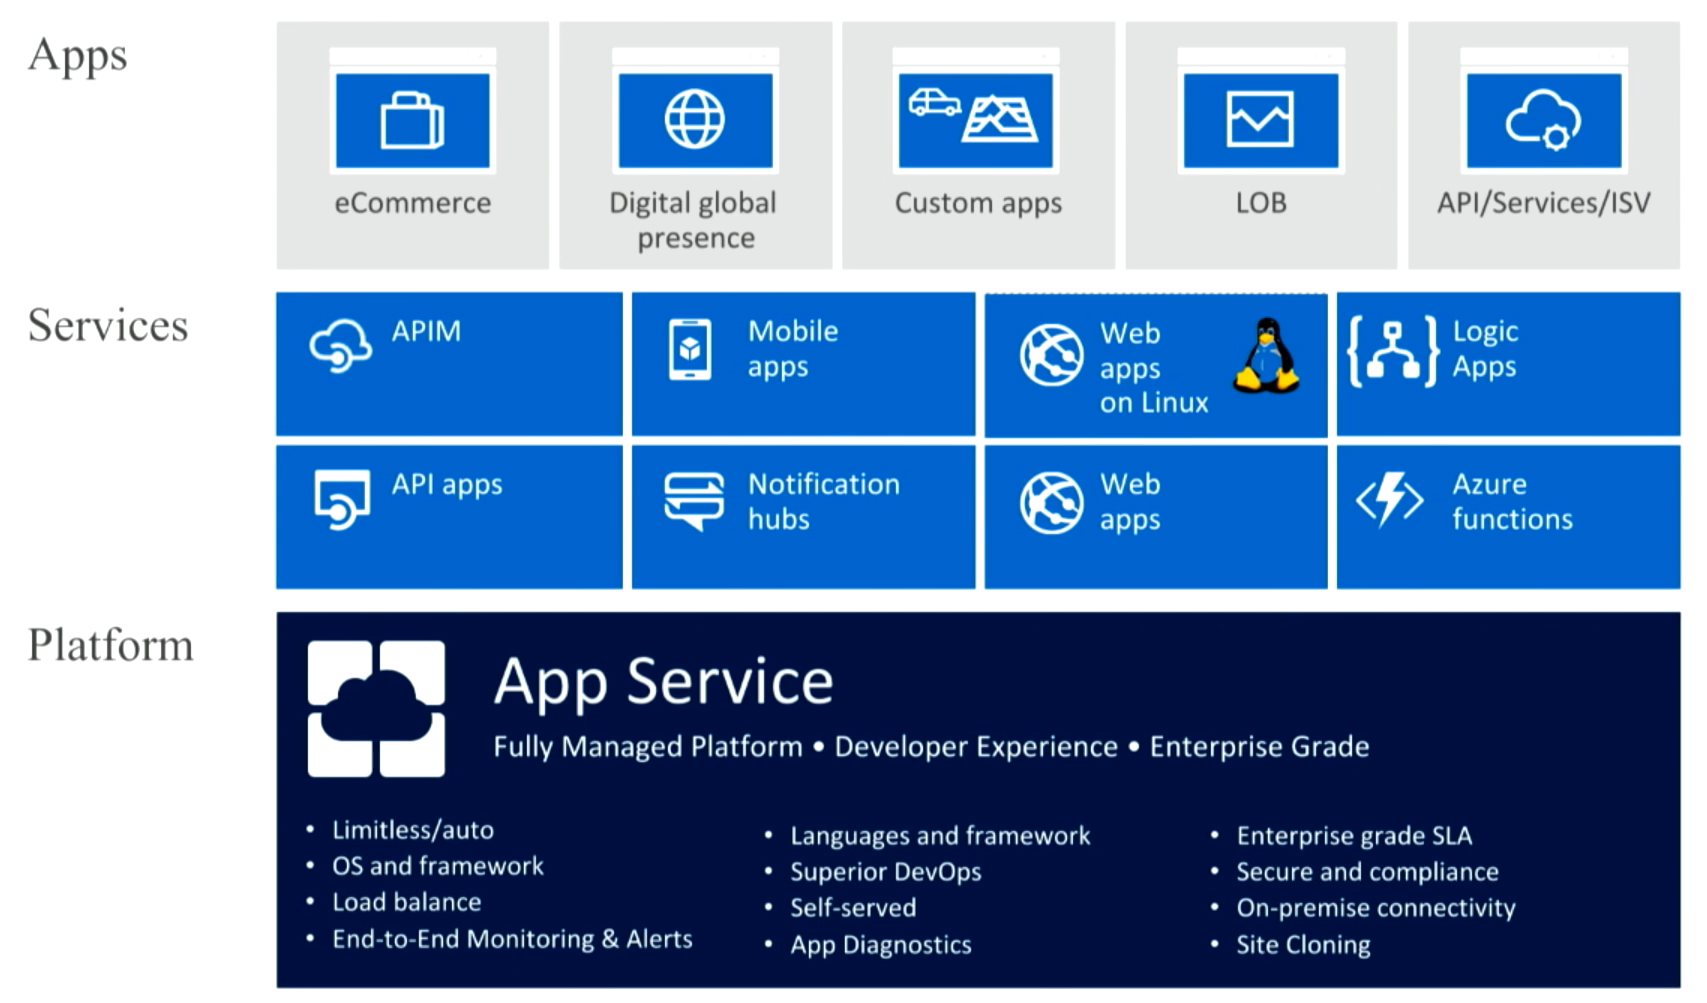 Apps
eCommerce
Digital global
presence
Custom apps
LOB
API/Services/ISV
Services
APIM
Mobile
apps
Web
apps
on Linux
Logic
Apps
API apps
Notification
hubs
Web
apps
Azure
functions
Platform
App Service
Fully Managed Platform • Developer Experience • Enterprise Grade
• Limitless/auto
• OS and framework
• Load balance
• End-to-End Monitoring & Alerts
• Languages and framework
• Superior DevOps
• Self-served
• App Diagnostics
• Enterprise grade SLA
• Secure and compliance
• On-premise connectivity
• Site Cloning